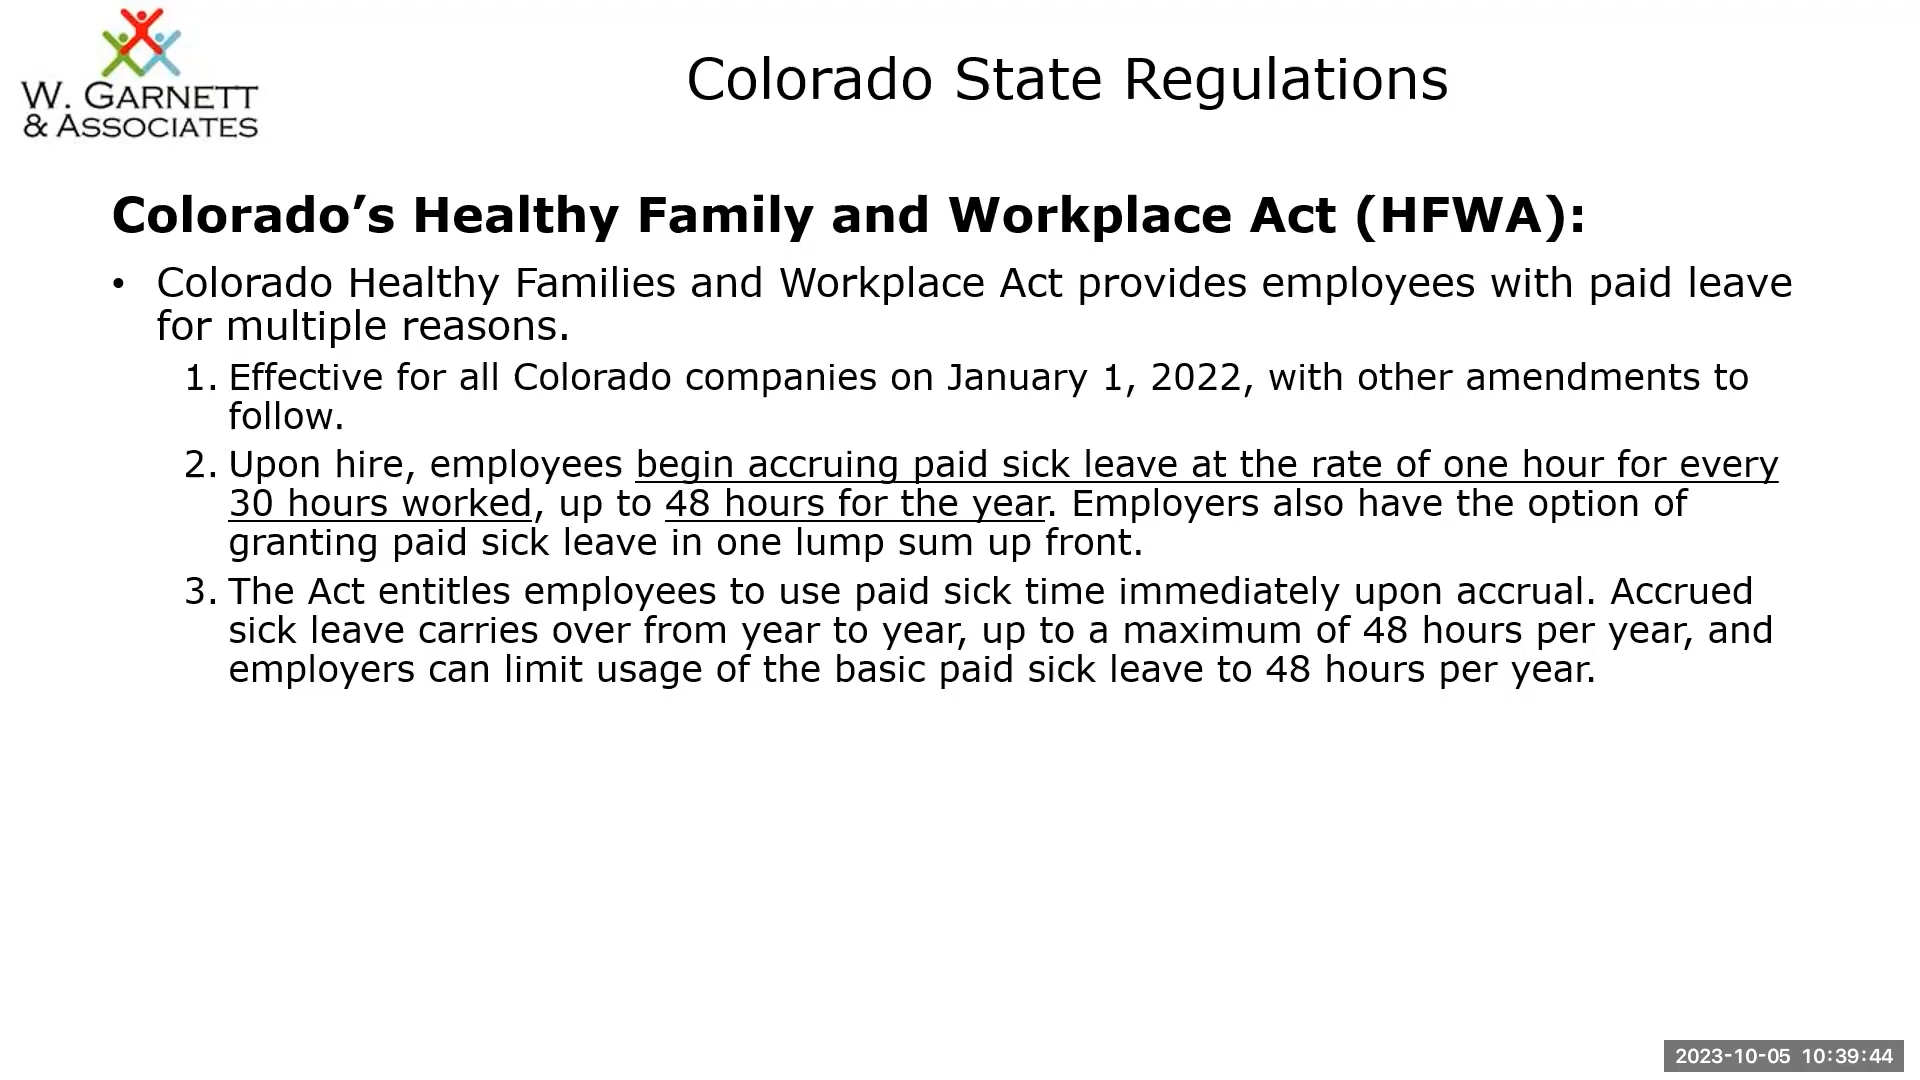 W. GARNETT
& ASSOCIATES
Colorado State Regulations
Colorado’s Healthy Family and Workplace Act (HFWA):
• Colorado Healthy Families and Workplace Act provides employees with paid leave
for multiple reasons.
1. Effective for all Colorado companies on January 1, 2022, with other amendments to
follow.
2. Upon hire, employees begin accruing paid sick leave at the rate of one hour for every
30 hours worked, up to 48 hours for the year. Employers also have the option of
granting paid sick leave in one lump sum up front.
3. The Act entitles employees to use paid sick time immediately upon accrual. Accrued
sick leave carries over from year to year, up to a maximum of 48 hours per year, and
employers can limit usage of the basic paid sick leave to 48 hours per year.
2023-10-05 10:39:44